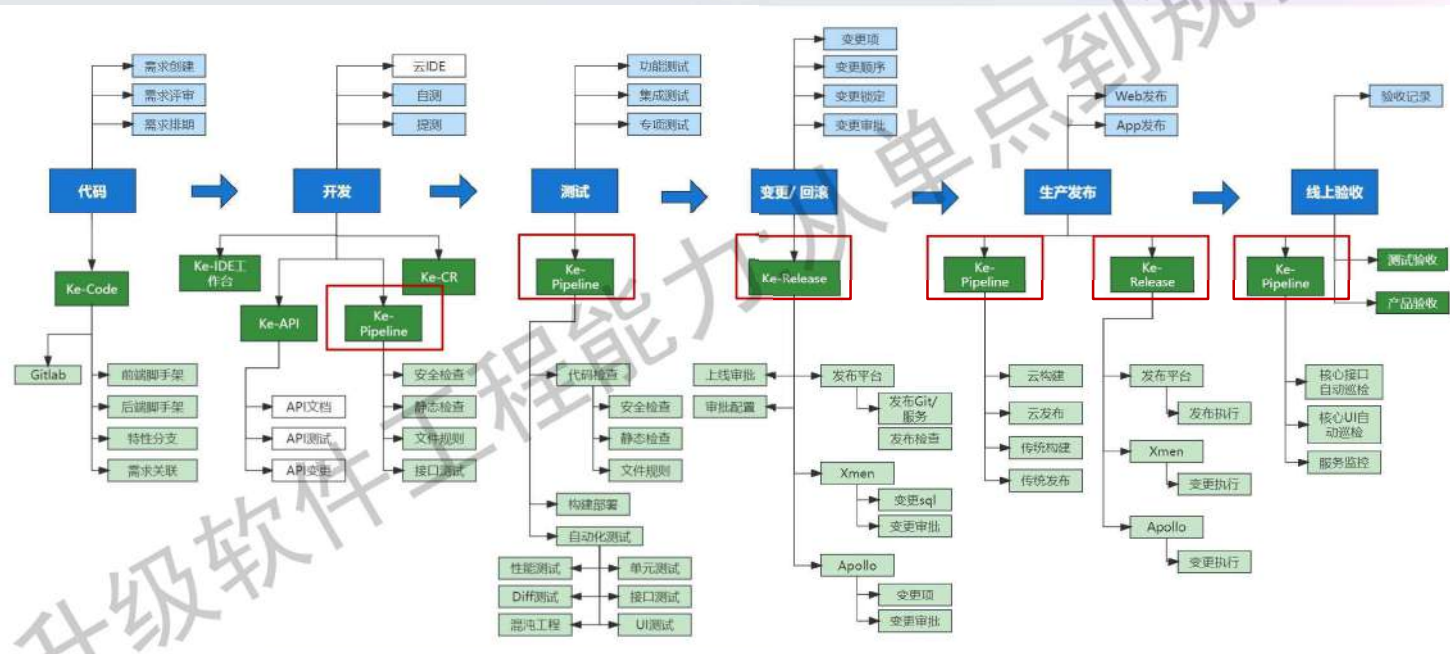 需求创建
需求评审
需求排期
代码
Ke-Code
Gitlab
前端脚手架
后端脚手架
特性分支
需求关联
云IDE
自测
提测
开发
Ke-IDE工
作台
Ke-API
Ke-
Pipeline
Ke-CR
API文档
API测试
API变更
安全检查
静态检查
文件规则
接口测试
功能测试
集成测试
专项测试
测试
Ke-
Pipeline
代码检查
安全检查
静态检查
文件规则
构建部署
自动化测试
性能测试
单元测试
Diff测试
接口测试
混沌工程
UI测试
变更项
变更顺序
变更锁定
变更审批
变更/ 回滚
Ke-Release
上线审批
审批配置
发布平台
发布Git/
服务
发布检查
Xmen
变更sql
变更审批
Apollo
变更项
变更审批
Web发布
App发布
生产发布
Ke-
Pipeline
云构建
云发布
传统构建
传统发布
Ke-
Release
发布平台
发布执行
Xmen
变更执行
Apollo
变更执行
验收记录
线上验收
Ke-
Pipeline
测试验收
产品验收
核心接口
自动巡检
核心UI自
动巡检
服务监控
升级软件工程能力:从单点到规